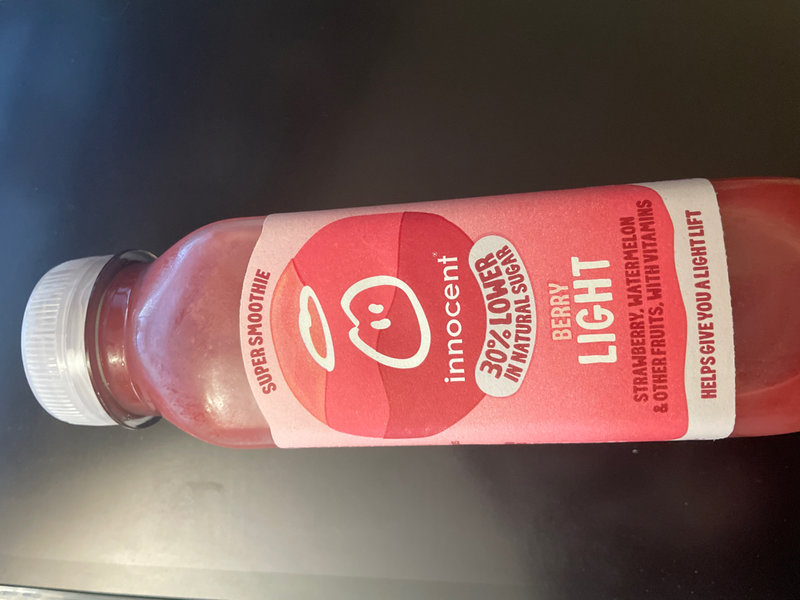 SUPER SMOOTHIE
innocent
30% LOWER
IN NATURAL SUGAR
BERRY
LIGHT
STRAWBERRY, WATERMELON
& OTHER FRUITS, WITH VITAMINS
HELPS GIVE YOU A LIGHT LIFT